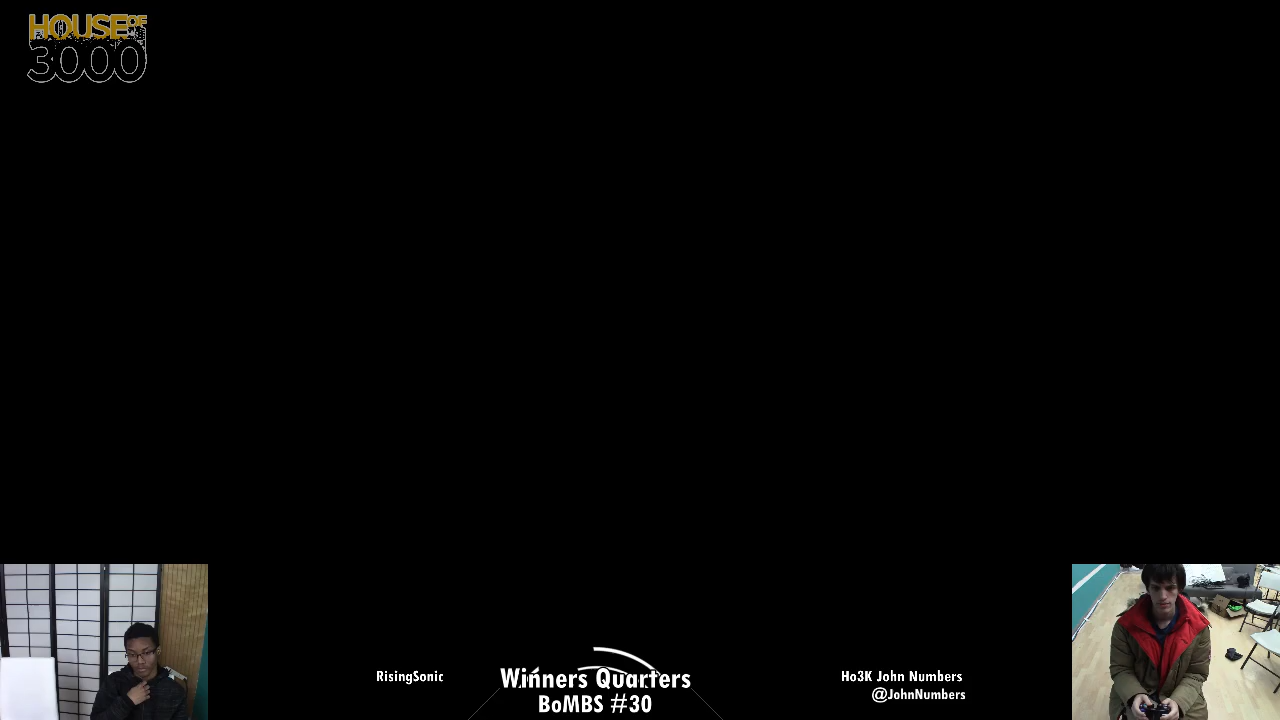 HOUSE OF
3000
RisingSonic
Winners Quarters
BoMBS #30
Ho3K John Numbers
@JohnNumbers